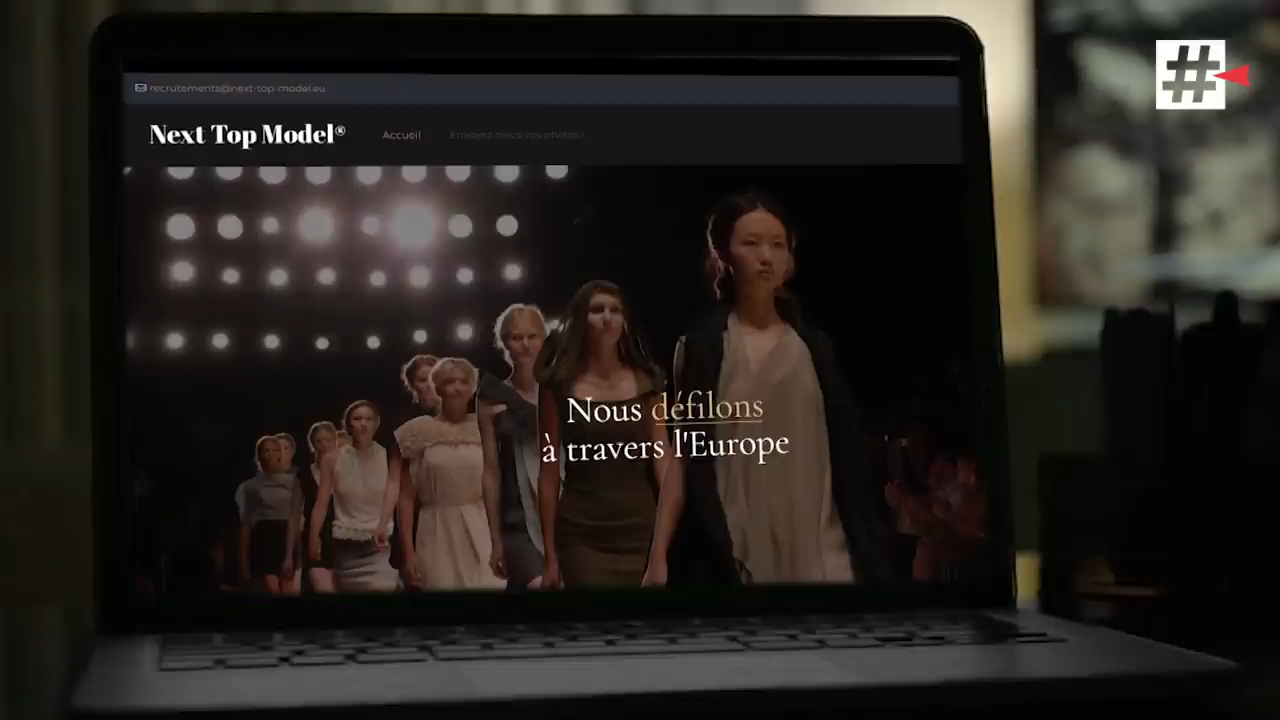 recrutements@next-top-model.eu
Next Top Model® Accueil Envoyez-nous vos photos !
Nous défilons
à travers l'Europe
#